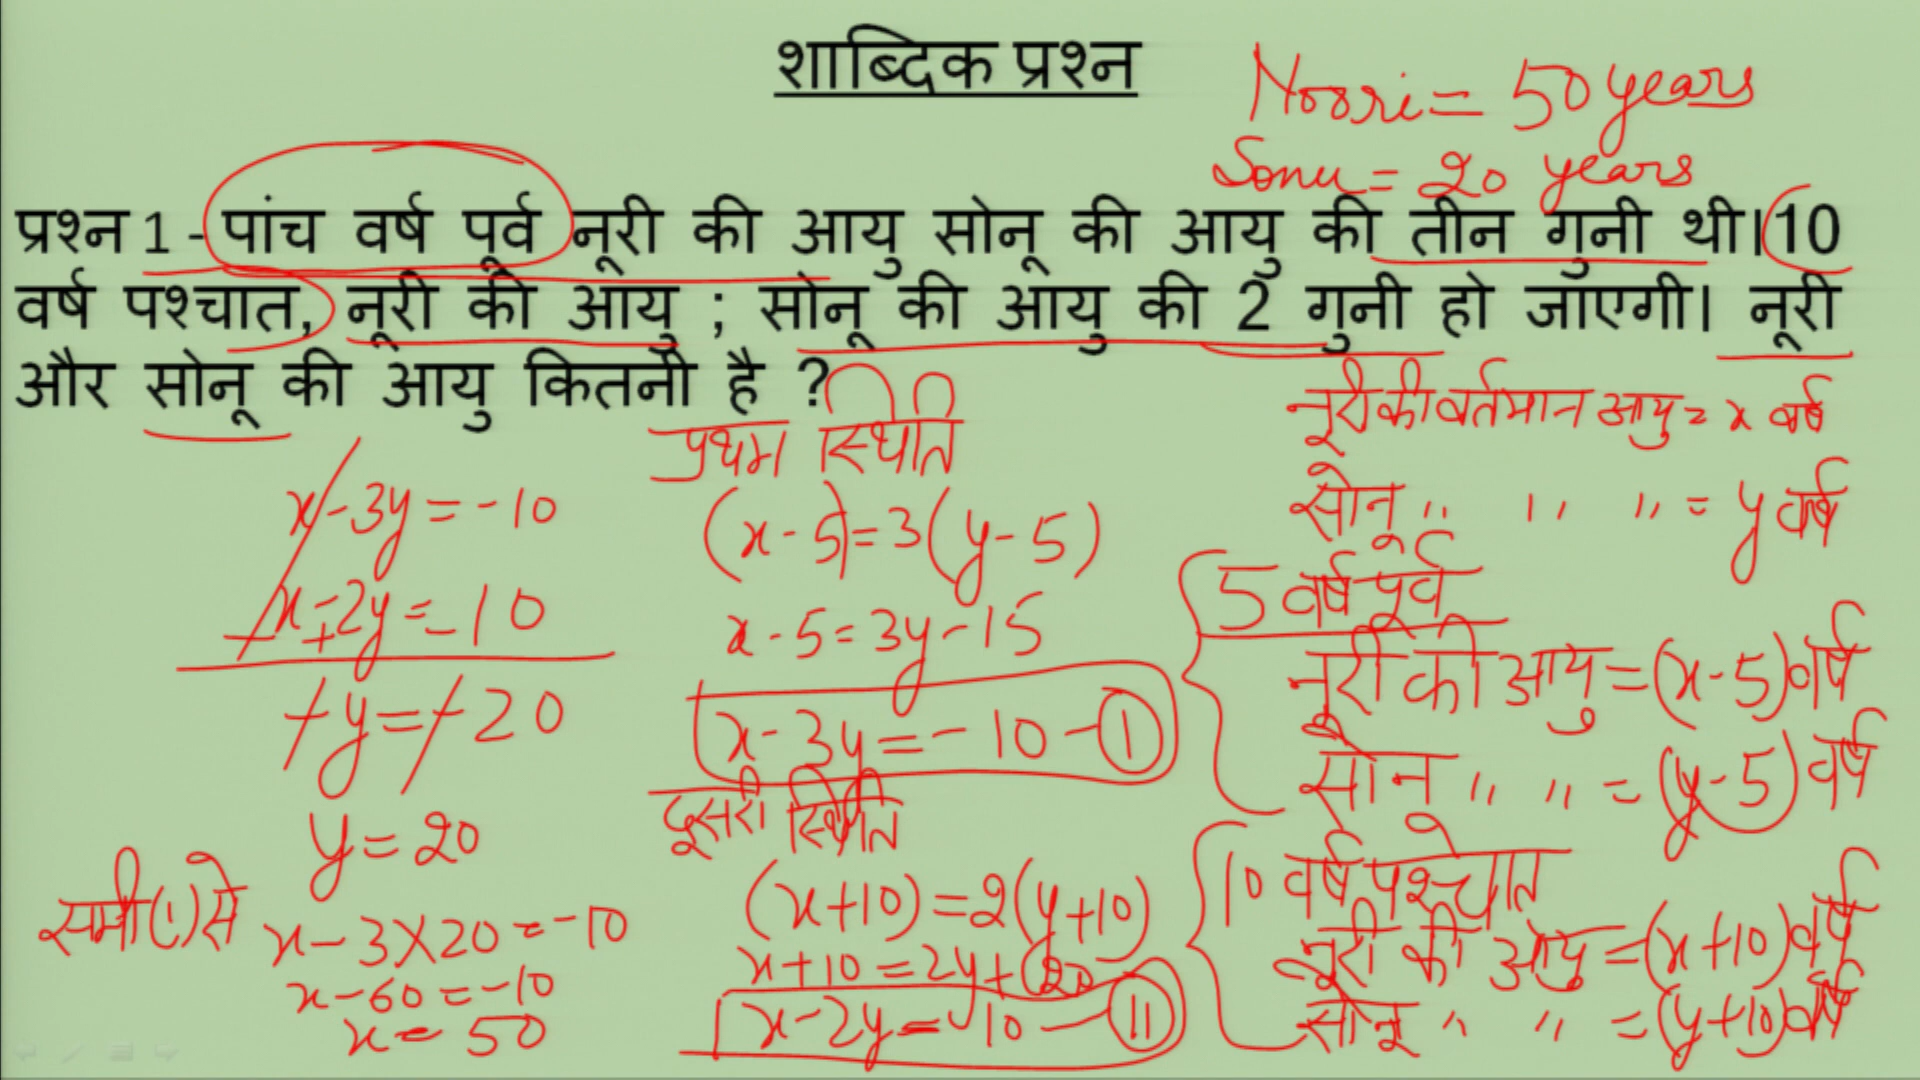 शाब्दिक प्रश्न
Noori = 50 years
Sonu = 20 years
प्रश्न 1 - पांच वर्ष पूर्व नूरी की आयु सोनू की आयु की तीन गुनी थी। 10
वर्ष पश्चात, नूरी की आयु ; सोनू की आयु की 2 गुनी हो जाएगी। नूरी
और सोनू की आयु कितनी है ?
नूरी की वर्तमान आयु = x वर्ष
सोनू " " " = y वर्ष
5 वर्ष पूर्व
नूरी की आयु = (x-5) वर्ष
सोनू " " = (y-5) वर्ष
10 वर्ष पश्चात
नूरी की आयु = (x+10) वर्ष
सोनू " " = (y+10) वर्ष
प्रथम स्थिति
(x-5) = 3(y-5)
x-5 = 3y-15
x-3y = -10 - 1
दूसरी स्थिति
(x+10) = 2(y+10)
x+10 = 2y+20
x-2y = 10 - 11
x-3y = -10
x-2y = 10
- + -
-y = -20
y = 20
समी (1) से
x-3×20 = -10
x-60 = -10
x = 50